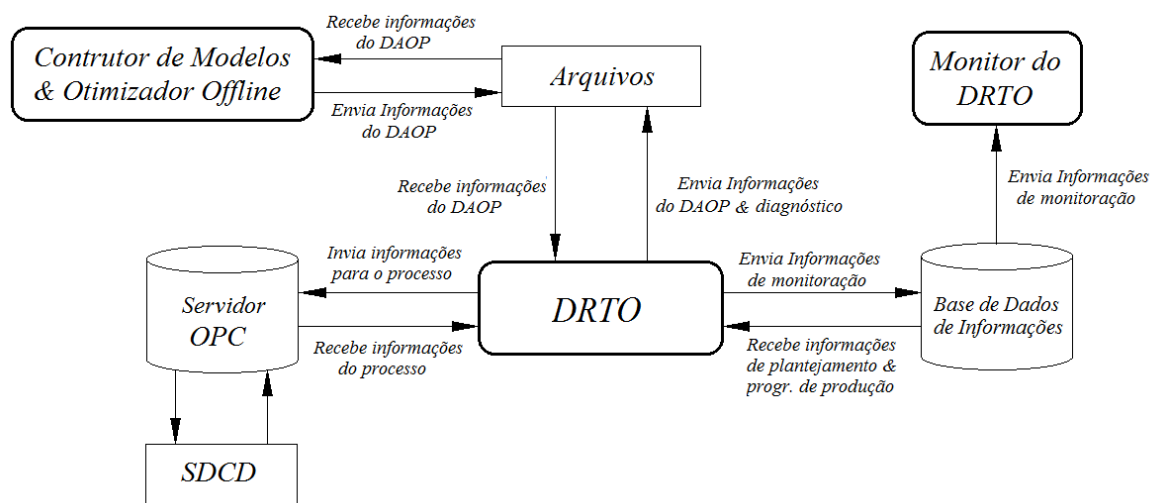 Recebe informações
do DAOP
Contrutor de Modelos
& Otimizador Offline
Envia Informações
do DAOP
Arquivos
Monitor do
DRTO
Recebe informações
do DAOP
Envia Informações
do DAOP & diagnóstico
Envia Informações
de monitoração
Invia informações
para o processo
Servidor
OPC
Recebe informações
do processo
DRTO
Envia Informações
de monitoração
Recebe informações
de plantejamento &
progr. de produção
Base de Dados
de Informações
SDCD